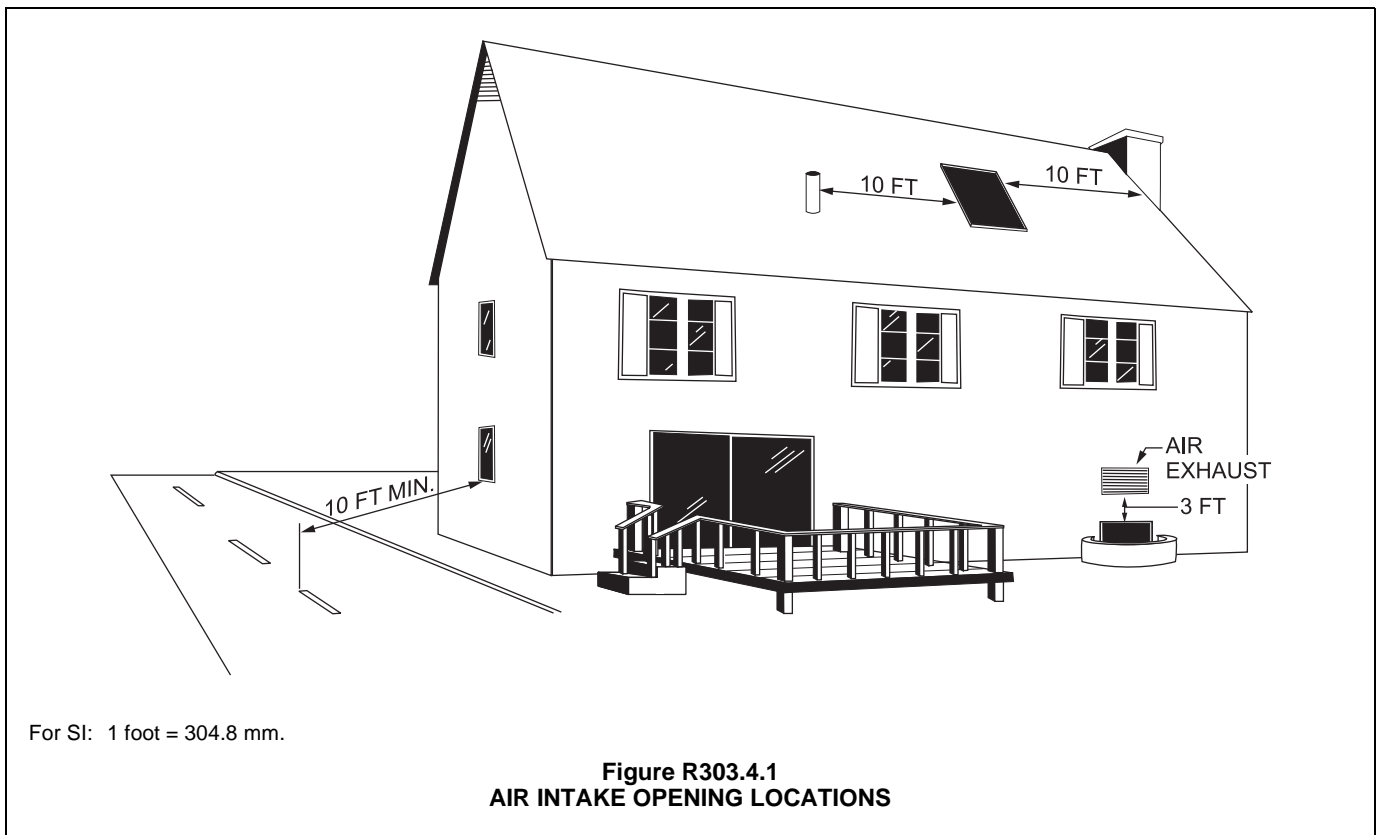 10 FT
10 FT
AIR
EXHAUST
3 FT
10 FT MIN.
For SI: 1 foot = 304.8 mm.
Figure R303.4.1
AIR INTAKE OPENING LOCATIONS